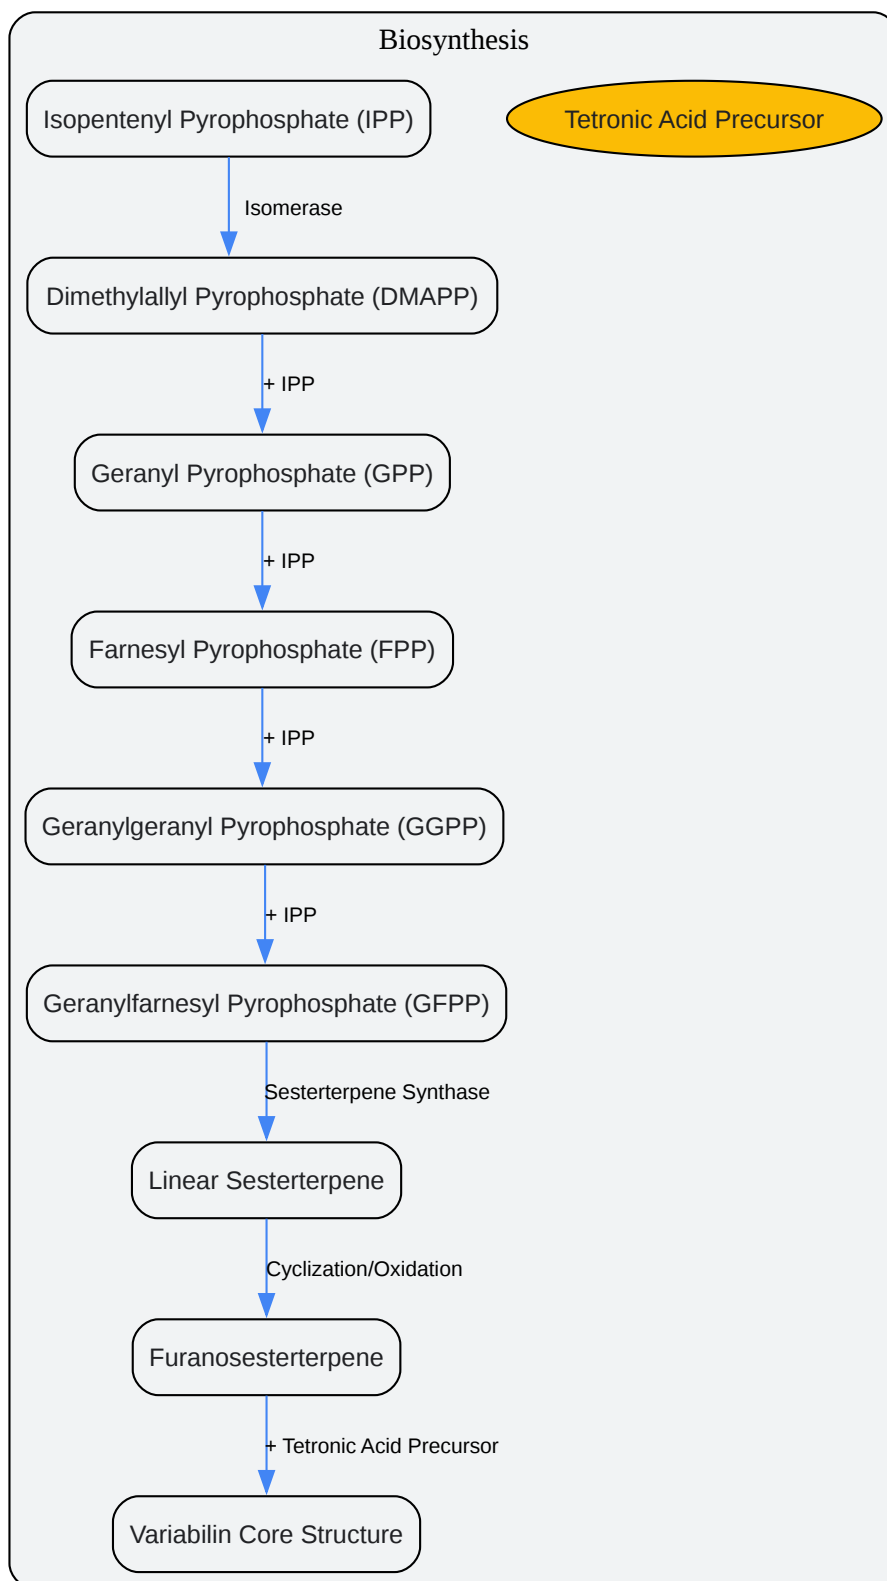 Biosynthesis
Isopentenyl Pyrophosphate (IPP)
Tetronic Acid Precursor
Isomerase
Dimethylallyl Pyrophosphate (DMAPP)
+ IPP
Geranyl Pyrophosphate (GPP)
+ IPP
Farnesyl Pyrophosphate (FPP)
+ IPP
Geranylgeranyl Pyrophosphate (GGPP)
+ IPP
Geranylfarnesyl Pyrophosphate (GFPP)
Sesterterpene Synthase
Linear Sesterterpene
Cyclization/Oxidation
Furanosesterterpene
+ Tetronic Acid Precursor
Variabilin Core Structure